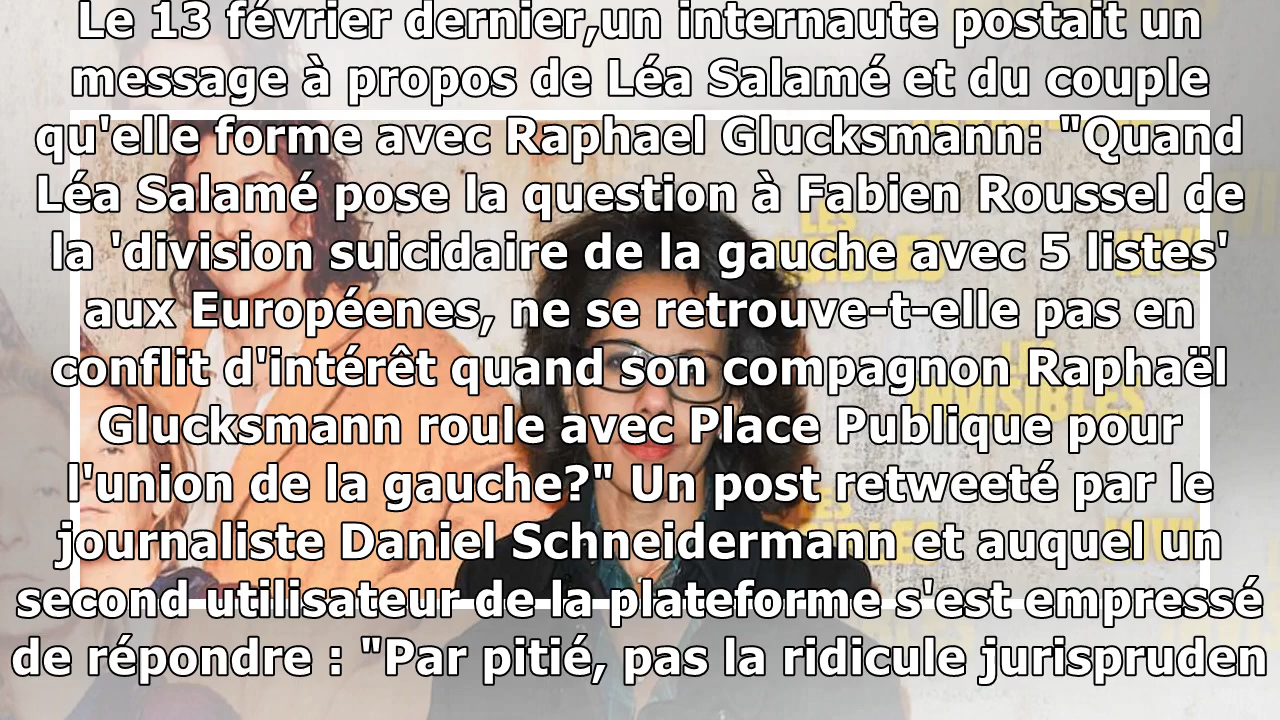 Le 13 février dernier,un internaute postait un
message à propos de Léa Salamé et du couple
qu'elle forme avec Raphael Glucksmann: "Quand
Léa Salamé pose la question à Fabien Roussel de
la 'division suicidaire de la gauche avec 5 listes'
aux Européenes, ne se retrouve-t-elle pas en
conflit d'intérêt quand son compagnon Raphaël
Glucksmann roule avec Place Publique pour
l'union de la gauche?" Un post retweeté par le
journaliste Daniel Schneidermann et auquel un
second utilisateur de la plateforme s'est empressé
de répondre : "Par pitié, pas la ridicule jurispruden
LES
INVISIBLES